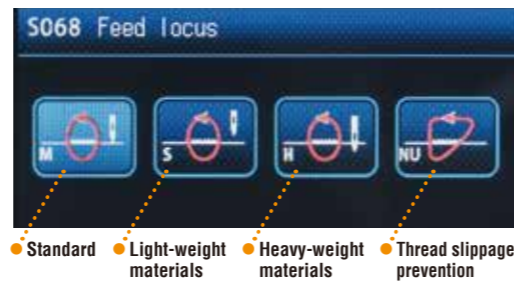 S068 Feed locus
M
S
H
NU
Standard
Light-weight
materials
Heavy-weight
materials
Thread slippage
prevention